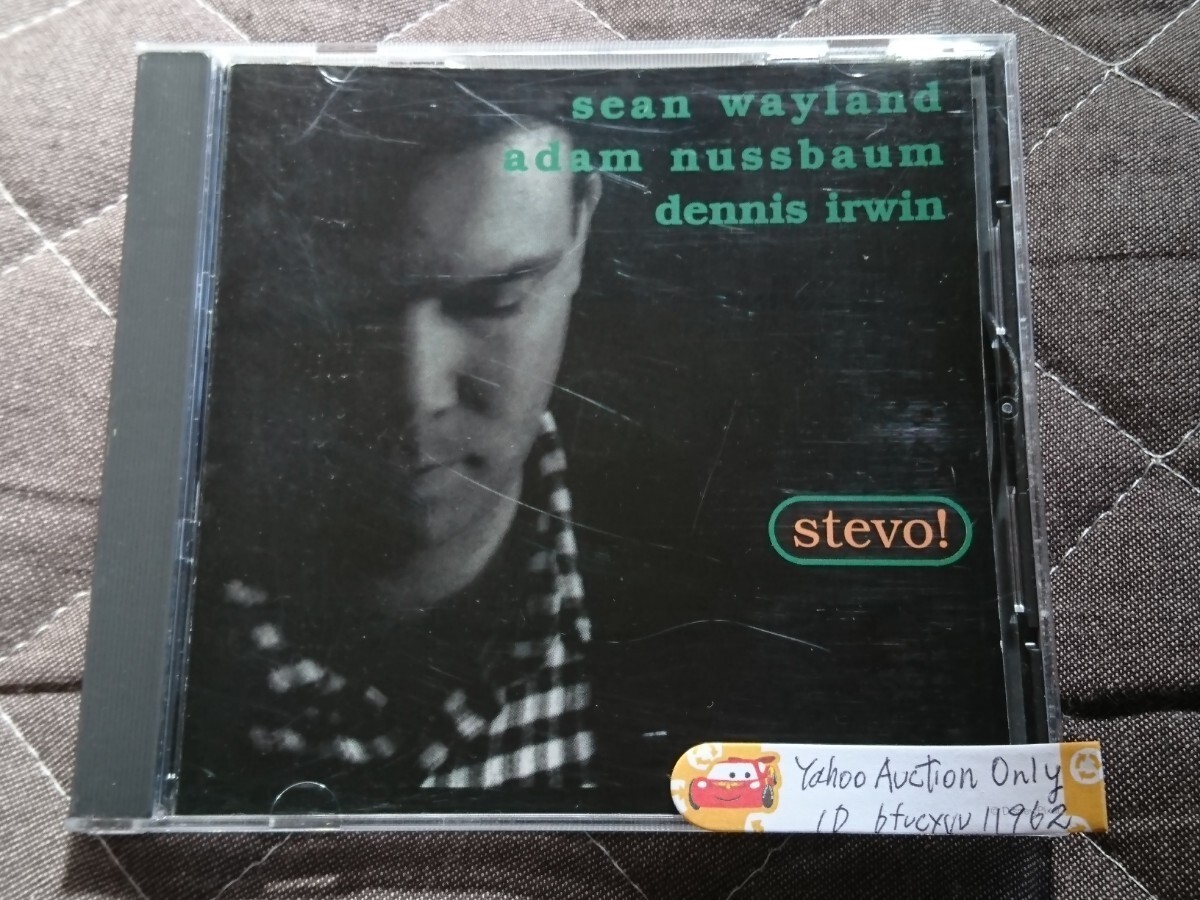 sean wayland
adam nussbaum
dennis irwin
stevo!
Yahoo Auction Only
ID bfucxvu11962